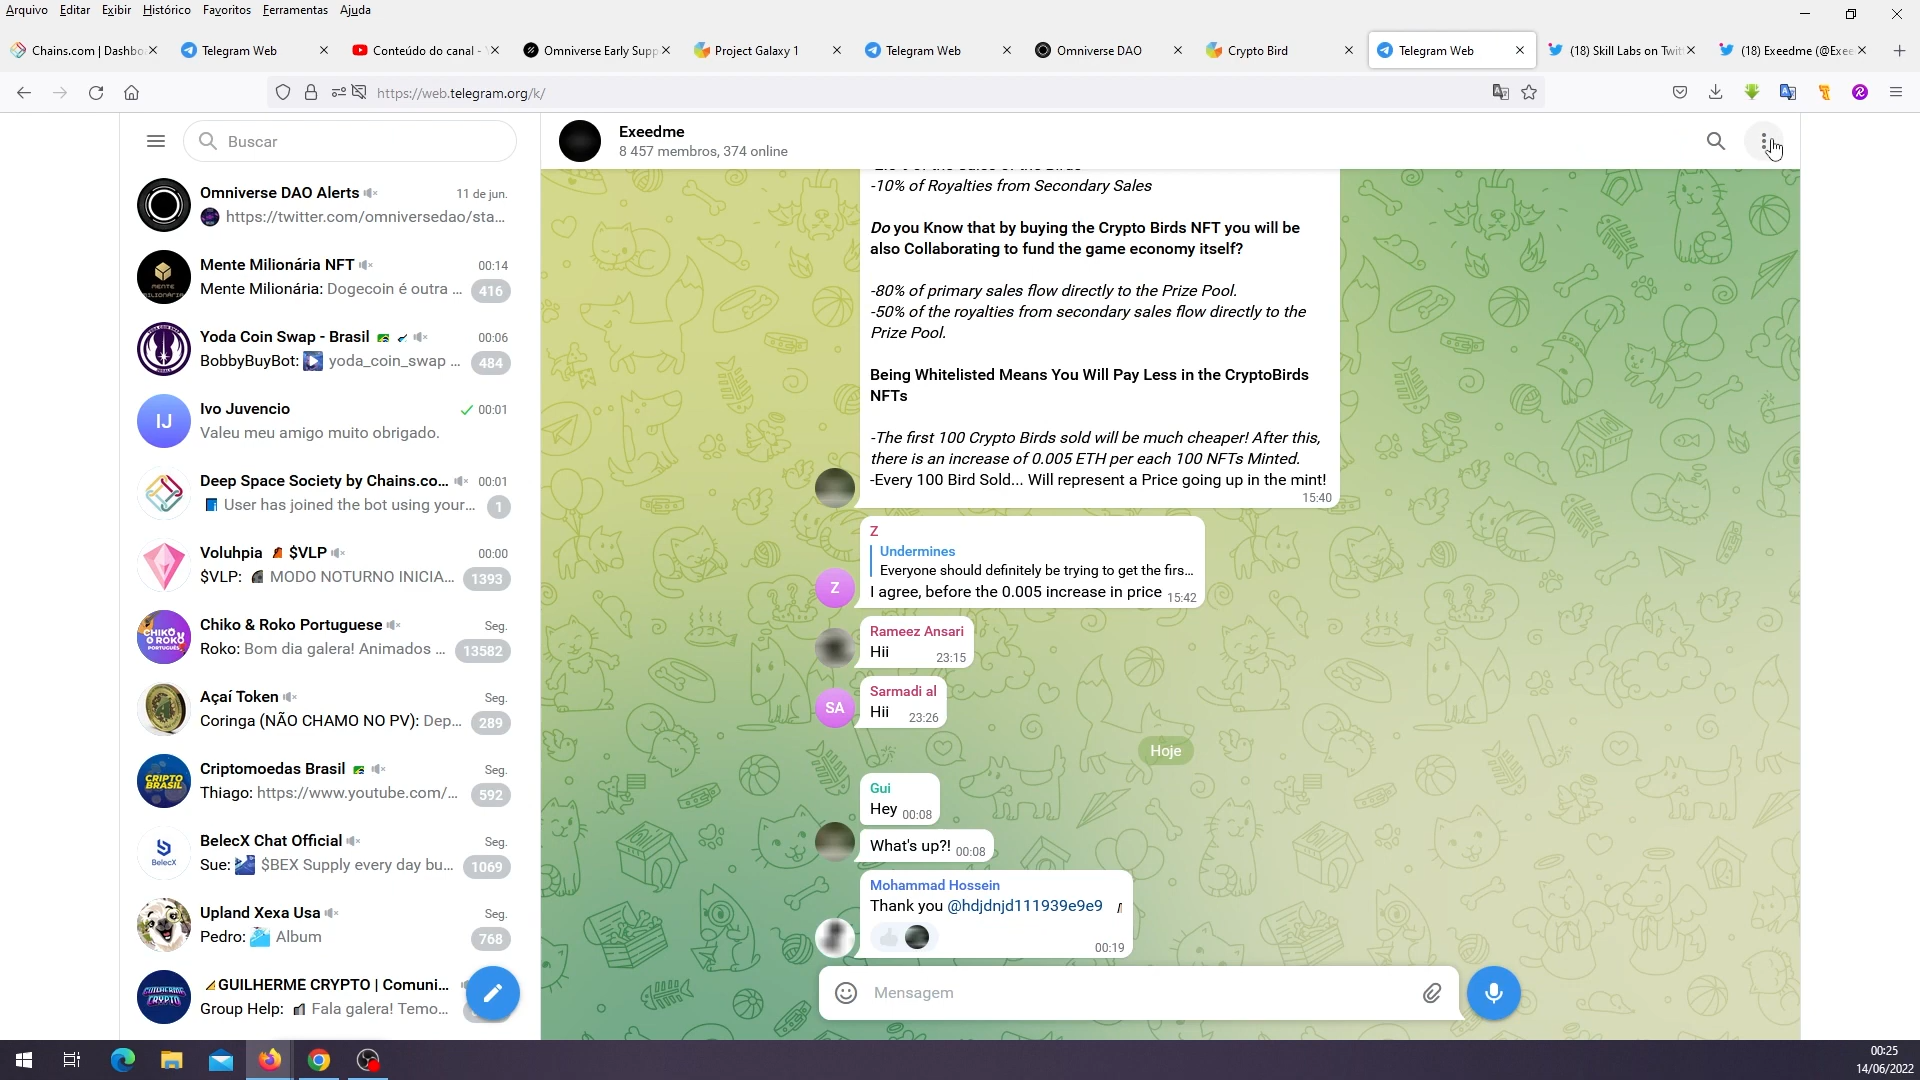 Arquivo Editar Exibir Histórico Favoritos Ferramentas Ajuda
Chains.com | Dashbo
Telegram Web
Conteúdo do canal -
Omniverse Early Supp
Project Galaxy 1
Telegram Web
Omniverse DAO
Crypto Bird
Telegram Web
(18) Skill Labs on Twit
(18) Exeedme (@Exee
https://web.telegram.org/k/
Buscar
Omniverse DAO Alerts 11 de jun.
https://twitter.com/omniversedao/sta...
Mente Milionária NFT 00:14
Mente Milionária: Dogecoin é outra ... 416
Yoda Coin Swap - Brasil 00:06
BobbyBuyBot: yoda_coin_swap ... 484
IJ
Ivo Juvencio 00:01
Valeu meu amigo muito obrigado.
Deep Space Society by Chains.co... 00:01
User has joined the bot using your... 1
Voluhpia $VLP 00:00
$VLP: MODO NOTURNO INICIA... 1393
Chiko & Roko Portuguese Seg.
Roko: Bom dia galera! Animados ... 13582
Açaí Token Seg.
Coringa (NÃO CHAMO NO PV): Dep... 289
CRIPTO BRASIL
Criptomoedas Brasil Seg.
Thiago: https://www.youtube.com/... 592
BelecX
BelecX Chat Official Seg.
Sue: $BEX Supply every day bu... 1069
Upland Xexa Usa Seg.
Pedro: Album 768
GUILHERME CRYPTO | Comuni...
Group Help: Fala galera! Temo...
Exeedme
8 457 membros, 374 online
-10% of Royalties from Secondary Sales
Do you Know that by buying the Crypto Birds NFT you will be
also Collaborating to fund the game economy itself?
-80% of primary sales flow directly to the Prize Pool.
-50% of the royalties from secondary sales flow directly to the
Prize Pool.
Being Whitelisted Means You Will Pay Less in the CryptoBirds
NFTs
-The first 100 Crypto Birds sold will be much cheaper! After this,
there is an increase of 0.005 ETH per each 100 NFTs Minted.
-Every 100 Bird Sold... Will represent a Price going up in the mint!
15:40
Z
Undermines
Everyone should definitely be trying to get the firs...
Z
I agree, before the 0.005 increase in price 15:42
Rameez Ansari
Hii 23:15
Sarmadi al
SA
Hii 23:26
Hoje
Gui
Hey 00:08
What's up?! 00:08
Mohammad Hossein
Thank you @hdjdnjd111939e9e9
00:19
Mensagem
00:25
14/06/2022